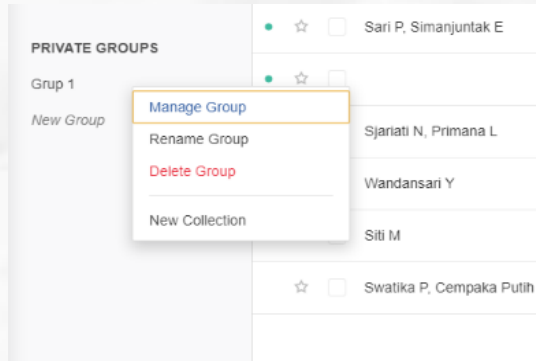 PRIVATE GROUPS
Grup 1
New Group
Manage Group
Rename Group
Delete Group
New Collection
Sari P, Simanjuntak E
Sjariati N, Primana L
Wandansari Y
Siti M
Swatika P, Cempaka Putih